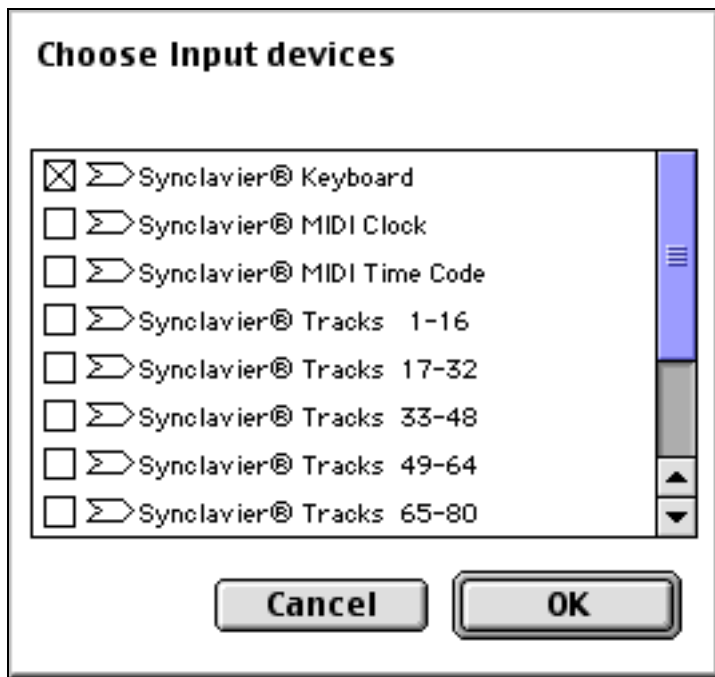 Choose Input devices
Synclavier® Keyboard
Synclavier® MIDI Clock
Synclavier® MIDI Time Code
Synclavier® Tracks 1-16
Synclavier® Tracks 17-32
Synclavier® Tracks 33-48
Synclavier® Tracks 49-64
Synclavier® Tracks 65-80
Cancel OK